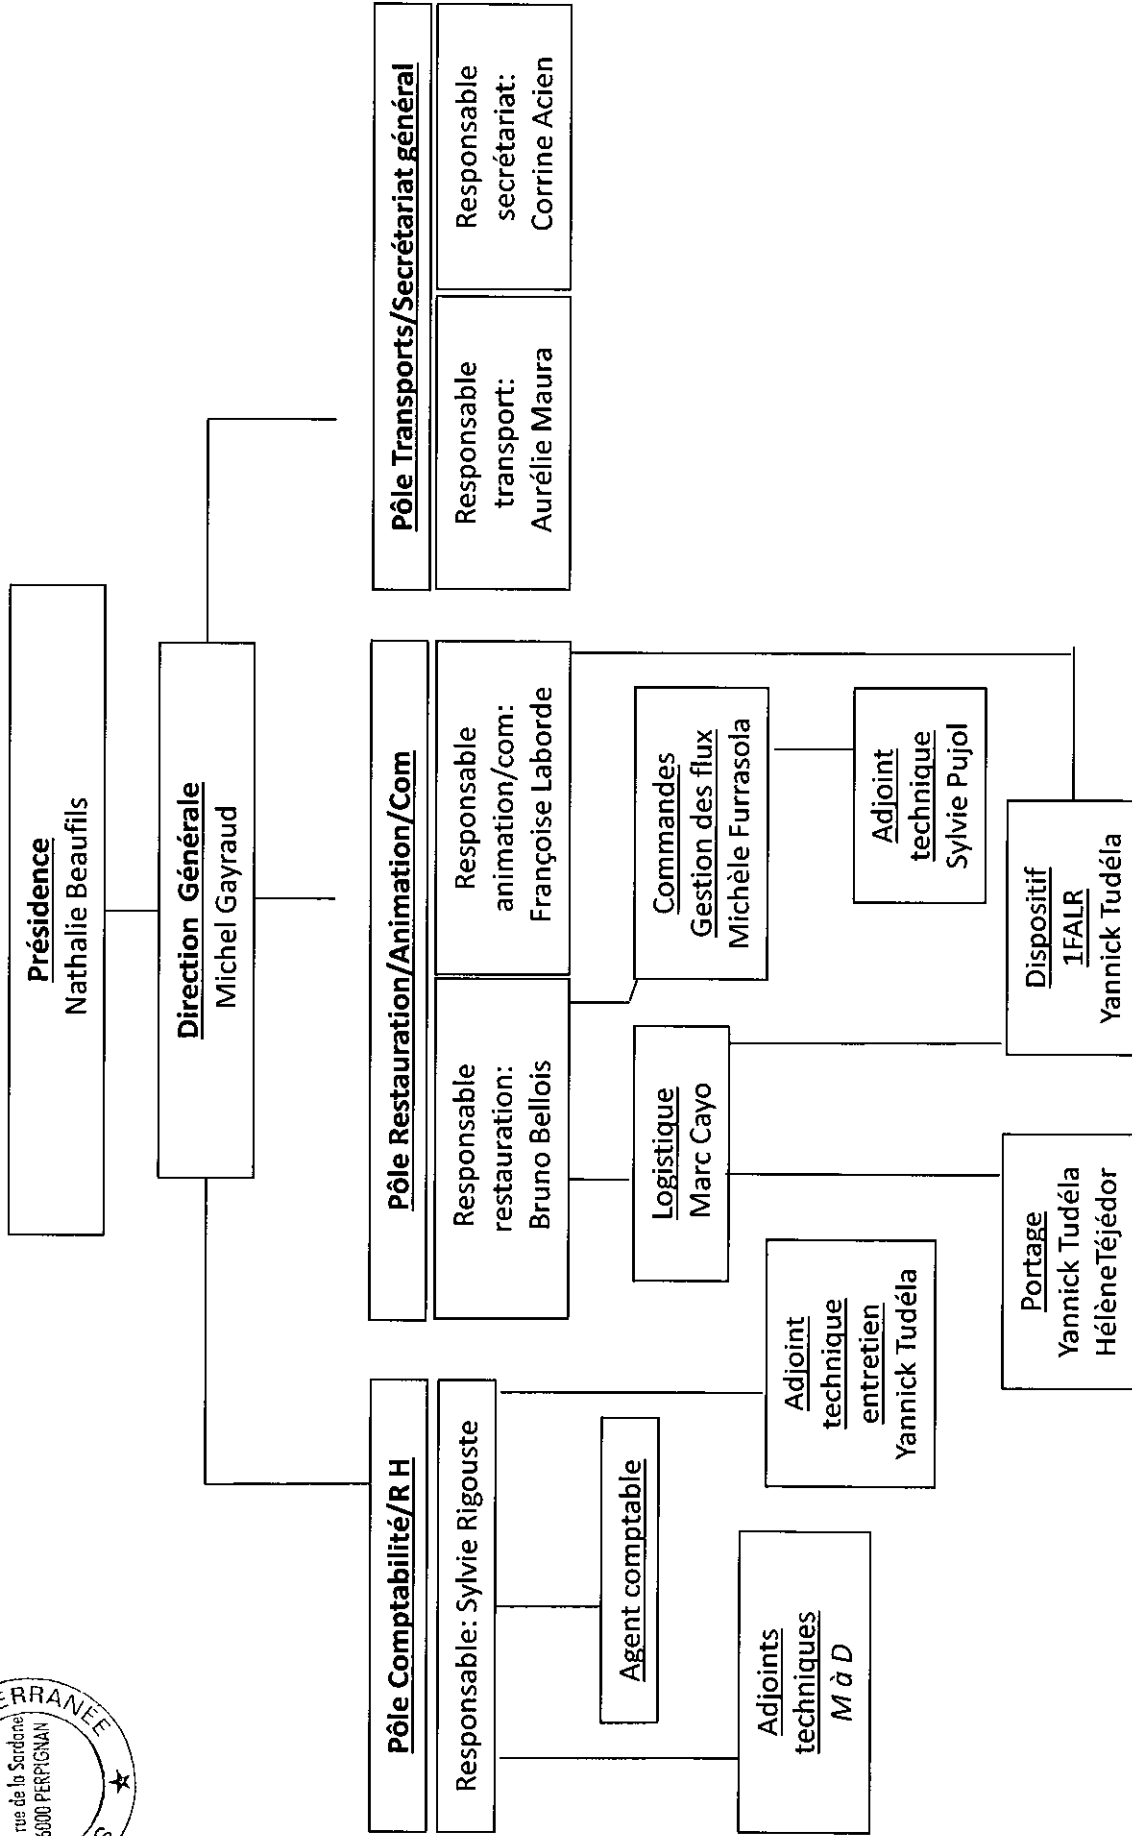 ERRANÉE
rue de la Sardane
6000 PERPIGNAN
Présidence
Nathalie Beaufils
Direction Générale
Michel Gayraud
Pôle Comptabilité/R H
Responsable: Sylvie Rigouste
Agent comptable
Adjoints
techniques
M à D
Adjoint
technique
entretien
Yannick Tudéla
Pôle Restauration/Animation/Com
Responsable
restauration:
Bruno Bellois
Responsable
animation/com:
Françoise Laborde
Logistique
Marc Cayo
Commandes
Gestion des flux
Michèle Furrasola
Adjoint
technique
Sylvie Pujol
Portage
Yannick Tudéla
HélèneTéjédor
Dispositif
1FALR
Yannick Tudéla
Pôle Transports/Secrétariat général
Responsable
transport:
Aurélie Maura
Responsable
secrétariat:
Corrine Acien